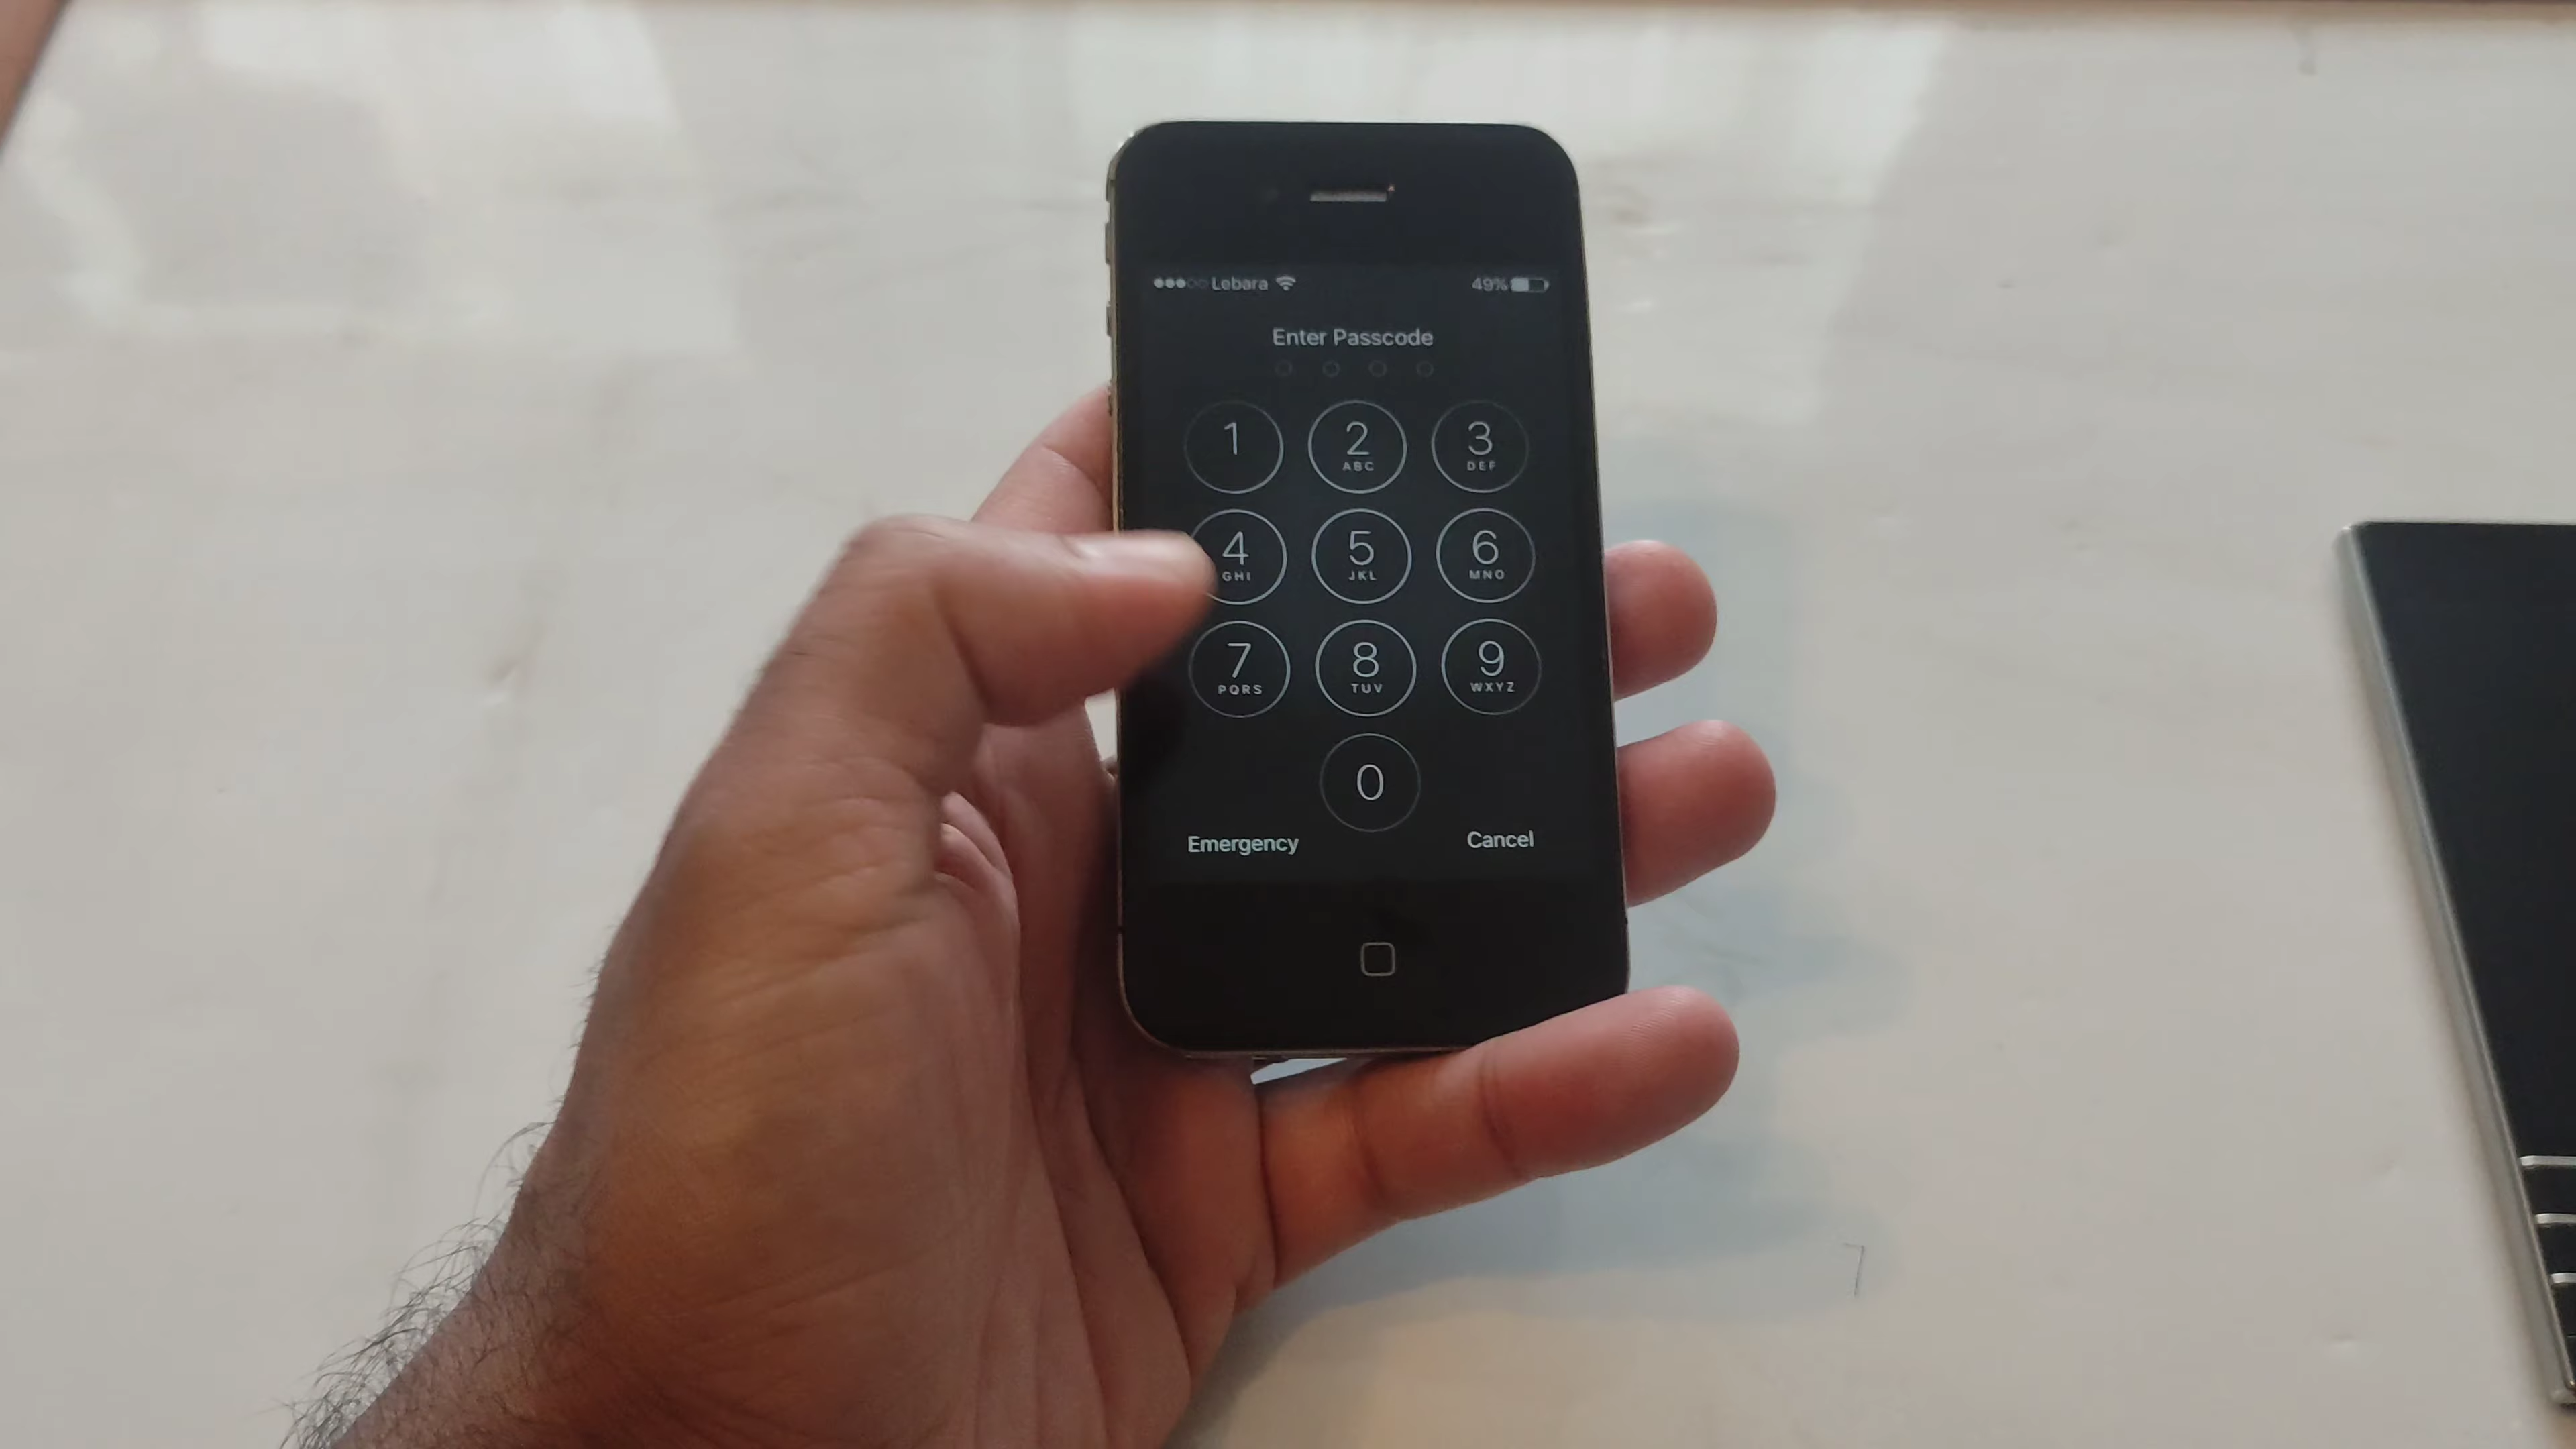 Lebara 49%
Enter Passcode
1 2 3
ABC DEF
4 5 6
GHI JKL MNO
7 8 9
PQRS TUV WXYZ
0
Emergency Cancel